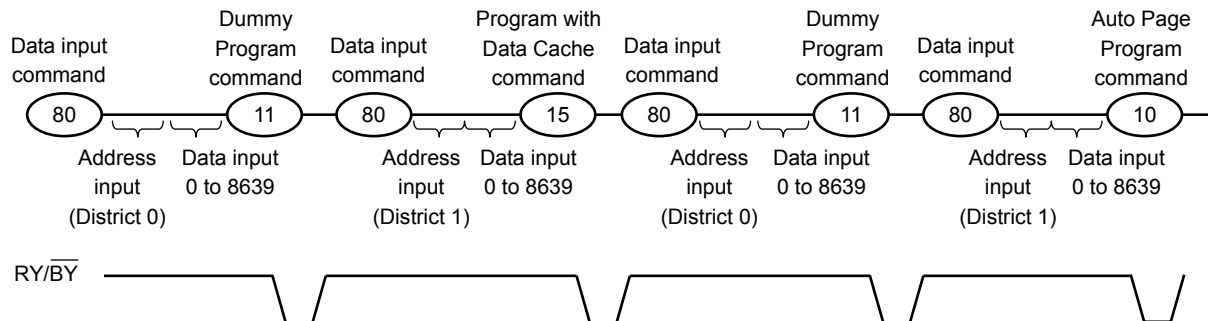 Data input
command
Dummy
Program
command
Data input
command
Program with
Data Cache
command
Data input
command
Dummy
Program
command
Data input
command
Auto Page
Program
command
80
11
80
15
80
11
80
10
Address
input
(District 0)
Data input
0 to 8639
Address
input
(District 1)
Data input
0 to 8639
Address
input
(District 0)
Data input
0 to 8639
Address
input
(District 1)
Data input
0 to 8639
RY/B̅Y̅